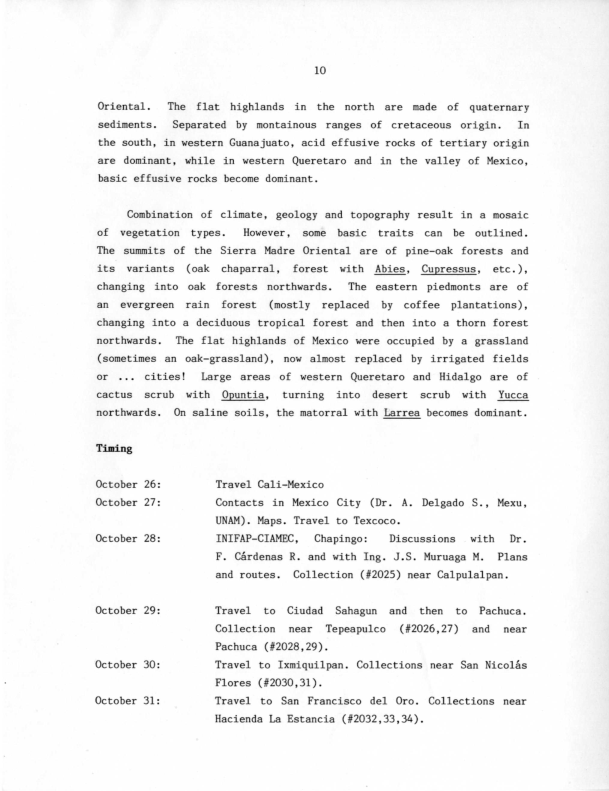 10
Oriental. The flat highlands in the north are made of quaternary
sediments. Separated by montainous ranges of cretaceous origin. In
the south, in western Guanajuato, acid effusive rocks of tertiary origin
are dominant, while in western Queretaro and in the valley of Mexico,
basic effusive rocks become dominant.
Combination of climate, geology and topography result in a mosaic
of vegetation types. However, some basic traits can be outlined.
The summits of the Sierra Madre Oriental are of pine-oak forests and
its variants (oak chaparral, forest with Abies, Cupressus, etc.),
changing into oak forests northwards. The eastern piedmonts are of
an evergreen rain forest (mostly replaced by coffee plantations),
changing into a deciduous tropical forest and then into a thorn forest
northwards. The flat highlands of Mexico were occupied by a grassland
(sometimes an oak-grassland), now almost replaced by irrigated fields
or ... cities! Large areas of western Queretaro and Hidalgo are of
cactus scrub with Opuntia, turning into desert scrub with Yucca
northwards. On saline soils, the matorral with Larrea becomes dominant.
Timing
October 26: Travel Cali-Mexico
October 27: Contacts in Mexico City (Dr. A. Delgado S., Mexu,
UNAM). Maps. Travel to Texcoco.
October 28: INIFAP-CIAMEC, Chapingo: Discussions with Dr.
F. Cárdenas R. and with Ing. J.S. Muruaga M. Plans
and routes. Collection (#2025) near Calpulalpan.
October 29: Travel to Ciudad Sahagun and then to Pachuca.
Collection near Tepeapulco (#2026,27) and near
Pachuca (#2028,29).
October 30: Travel to Ixmiquilpan. Collections near San Nicolás
Flores (#2030,31).
October 31: Travel to San Francisco del Oro. Collections near
Hacienda La Estancia (#2032,33,34).